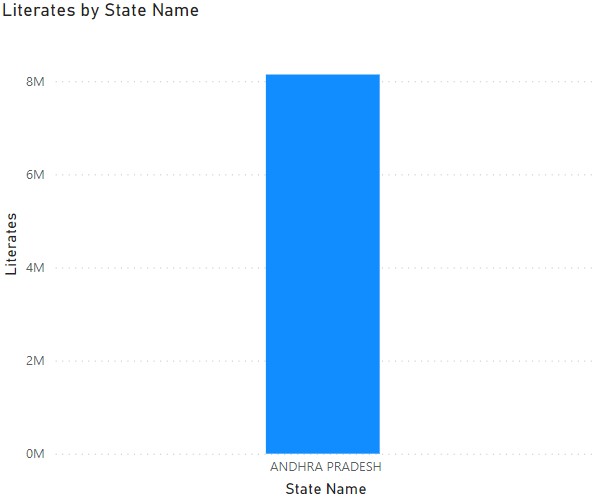 Literates by State Name
8M
6M
4M
2M
0M
Literates
ANDHRA PRADESH
State Name